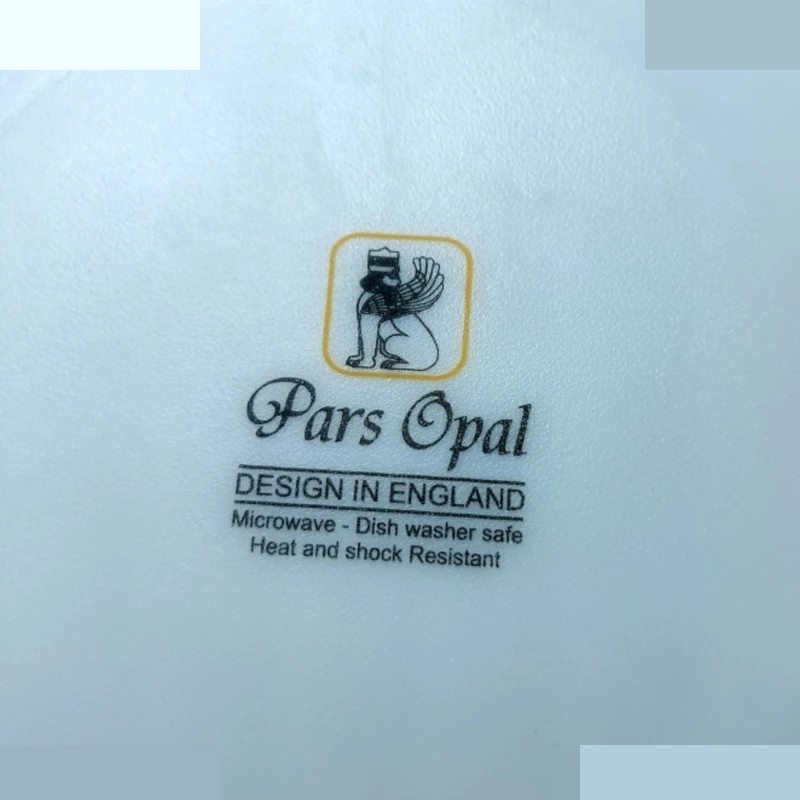 Pars Opal
DESIGN IN ENGLAND
Microwave - Dish washer safe
Heat and shock Resistant